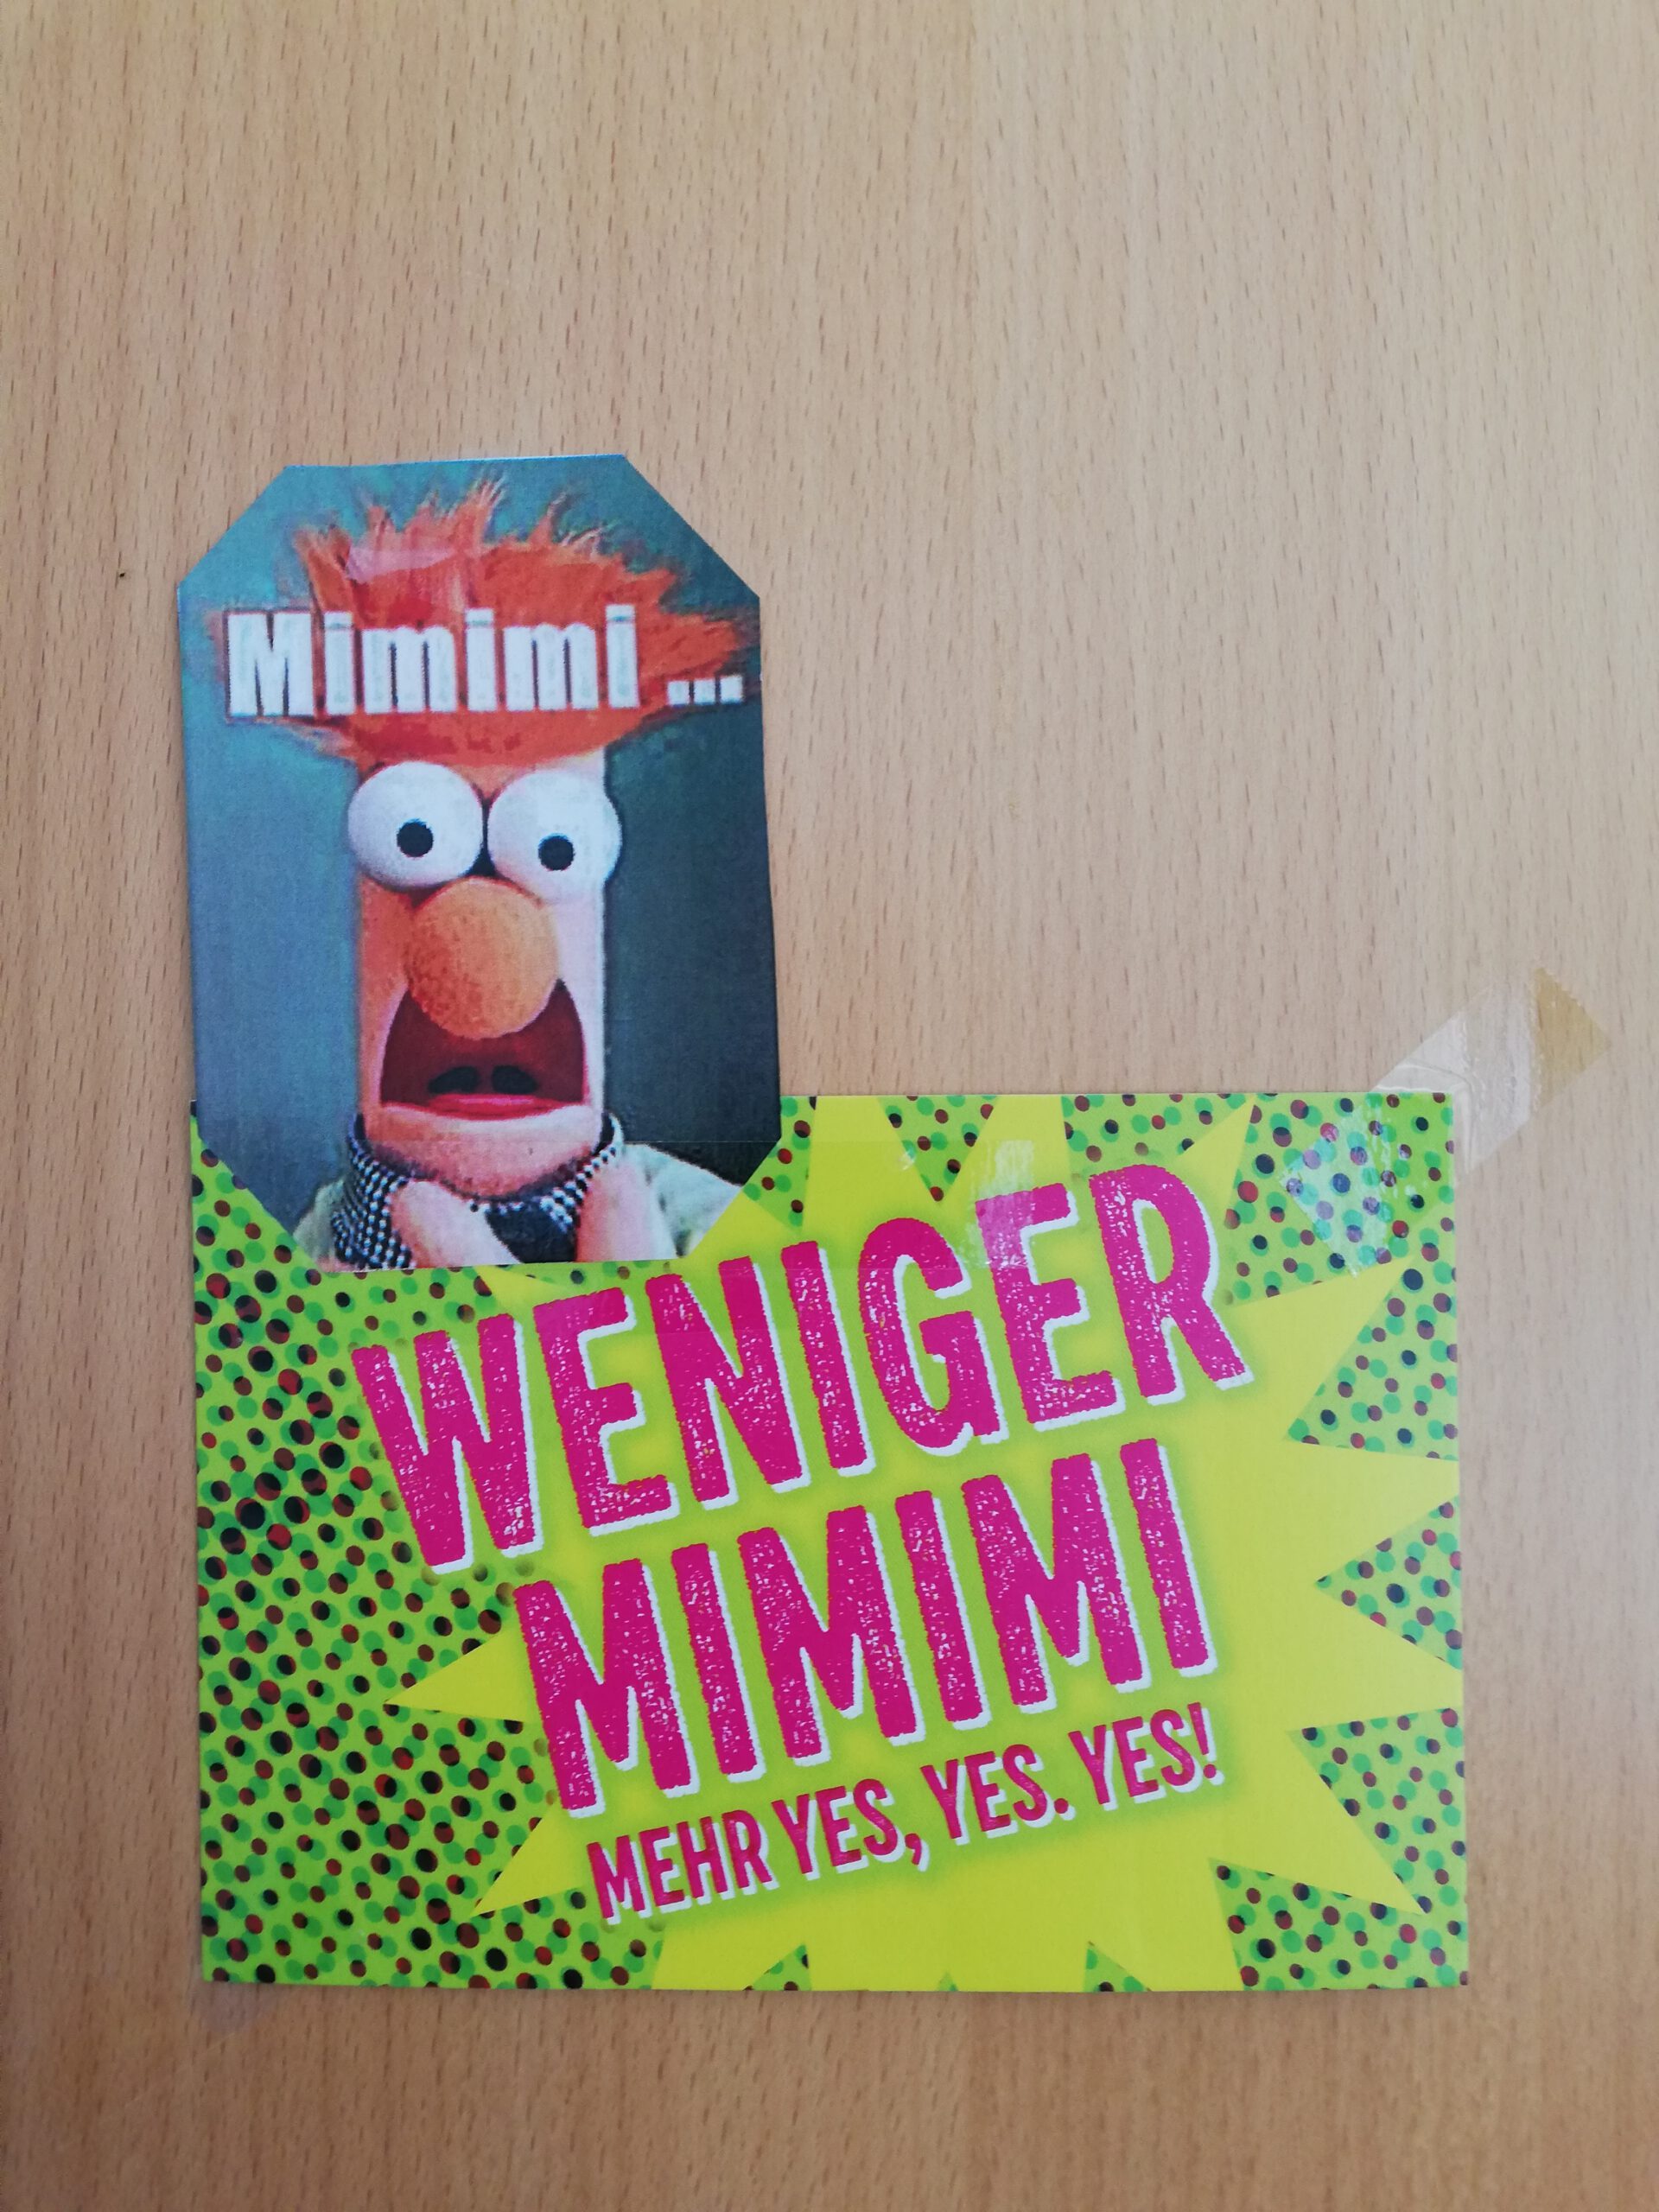 Mimimi ...
WENIGER
MIMIMI
MEHR YES, YES. YES!